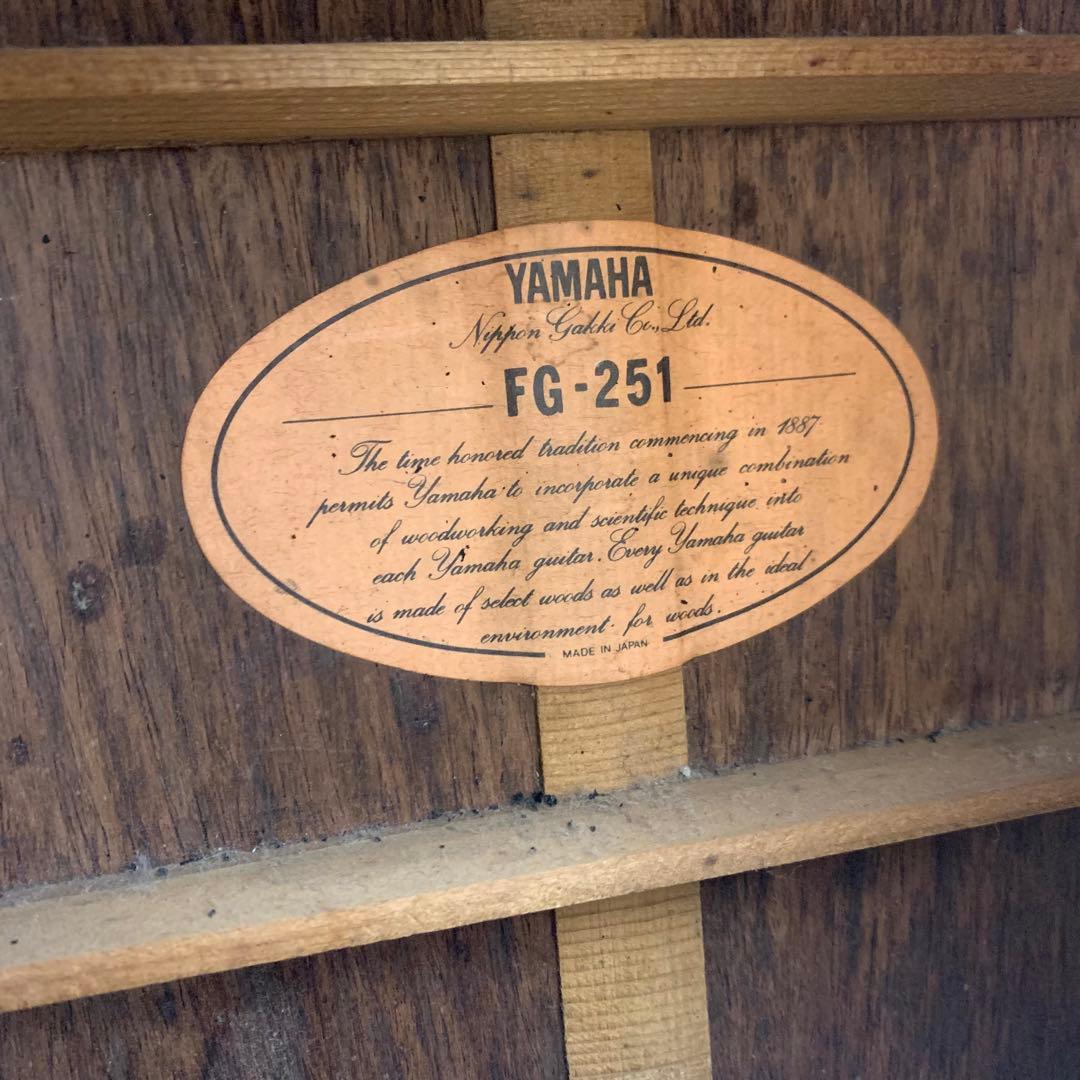 YAMAHA
Nippon Gakki Co., Ltd.
FG-251
The time honored tradition commencing in 1887
permits Yamaha to incorporate a unique combination
of woodworking and scientific technique into
each Yamaha guitar. Every Yamaha guitar
is made of select woods as well as in the ideal
environment for woods.
MADE IN JAPAN